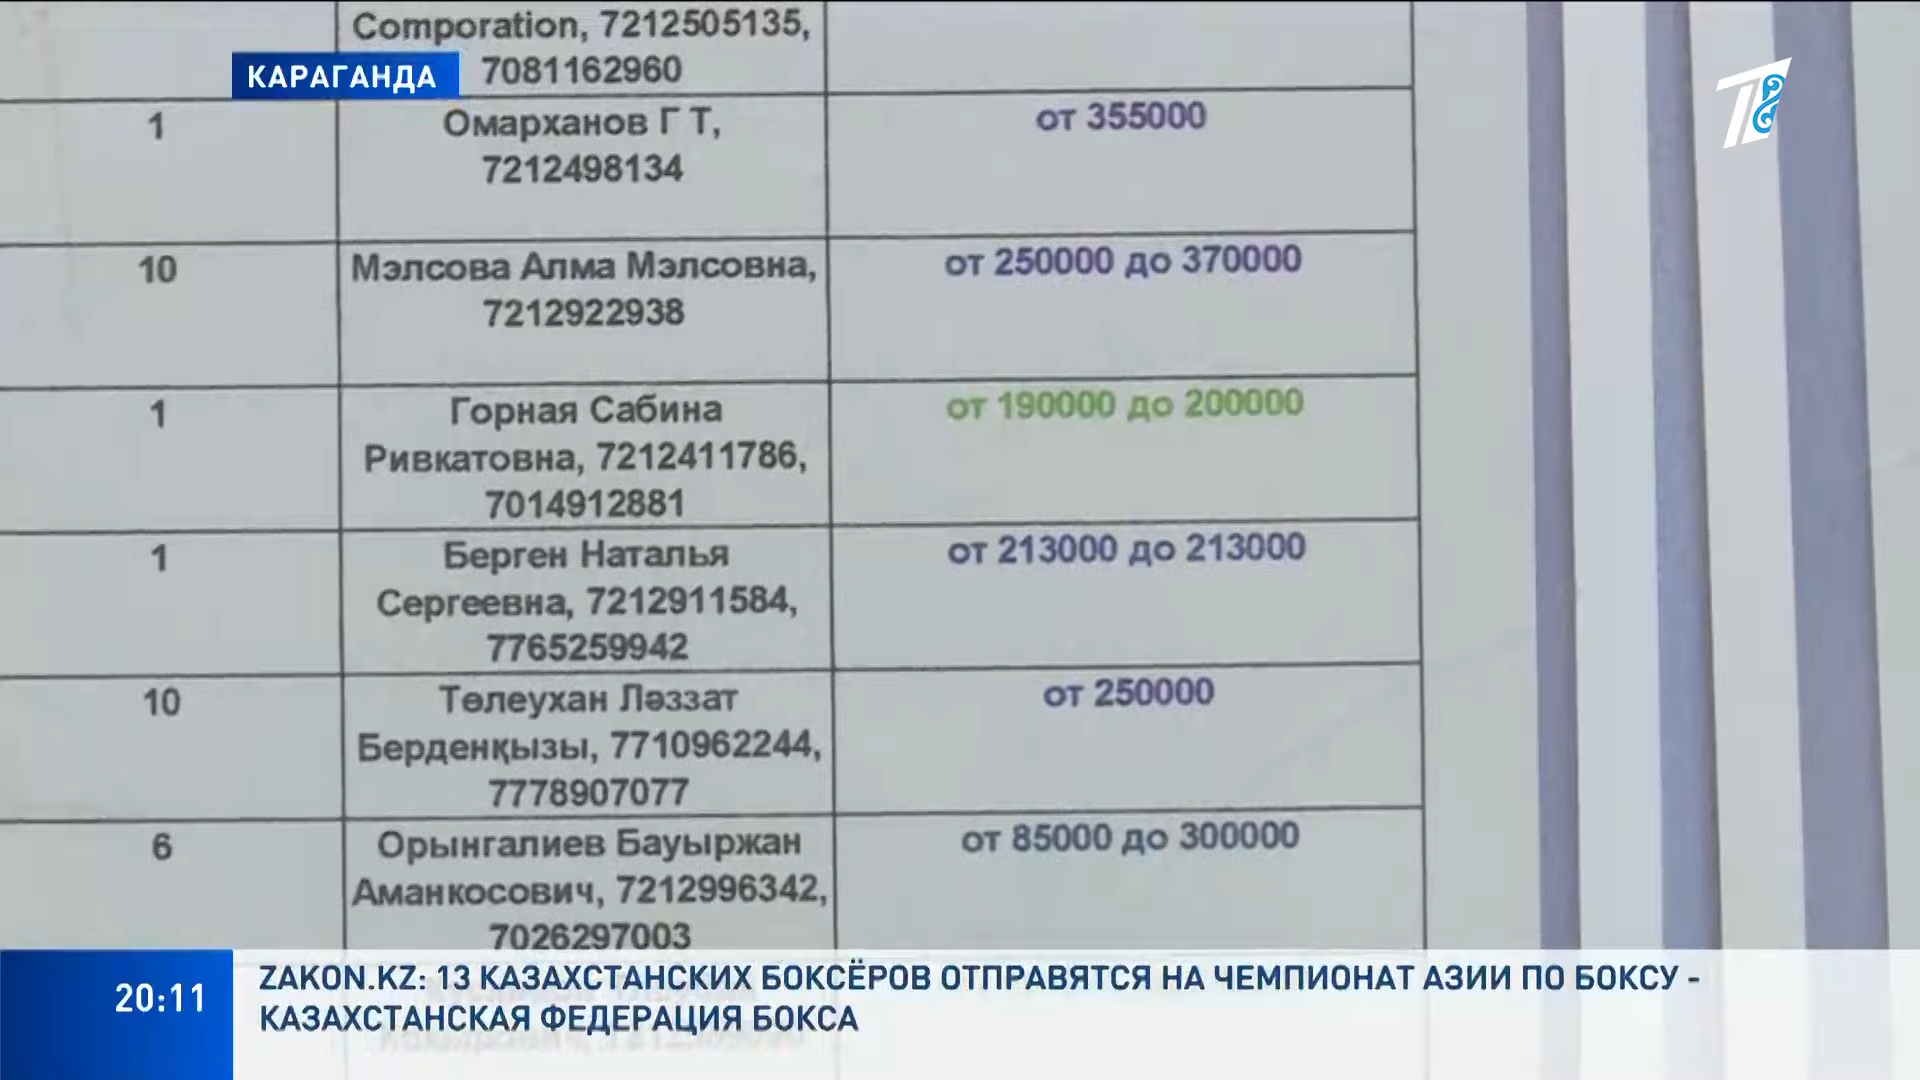 Comporation, 7212505135,
7081162960
КАРАГАНДА
1
Омарханов Г Т,
7212498134
от 355000
10
Мэлсова Алма Мэлсовна,
7212922938
от 250000 до 370000
1
Горная Сабина
Ривкатовна, 7212411786,
7014912881
от 190000 до 200000
1
Берген Наталья
Сергеевна, 7212911584,
7765259942
от 213000 до 213000
10
Төлеухан Ләззат
Берденқызы, 7710962244,
7778907077
от 250000
6
Орынгалиев Бауыржан
Аманкосович, 7212996342,
7026297003
от 85000 до 300000
20:11
ZAKON.KZ: 13 КАЗАХСТАНСКИХ БОКСЁРОВ ОТПРАВЯТСЯ НА ЧЕМПИОНАТ АЗИИ ПО БОКСУ -
КАЗАХСТАНСКАЯ ФЕДЕРАЦИЯ БОКСА